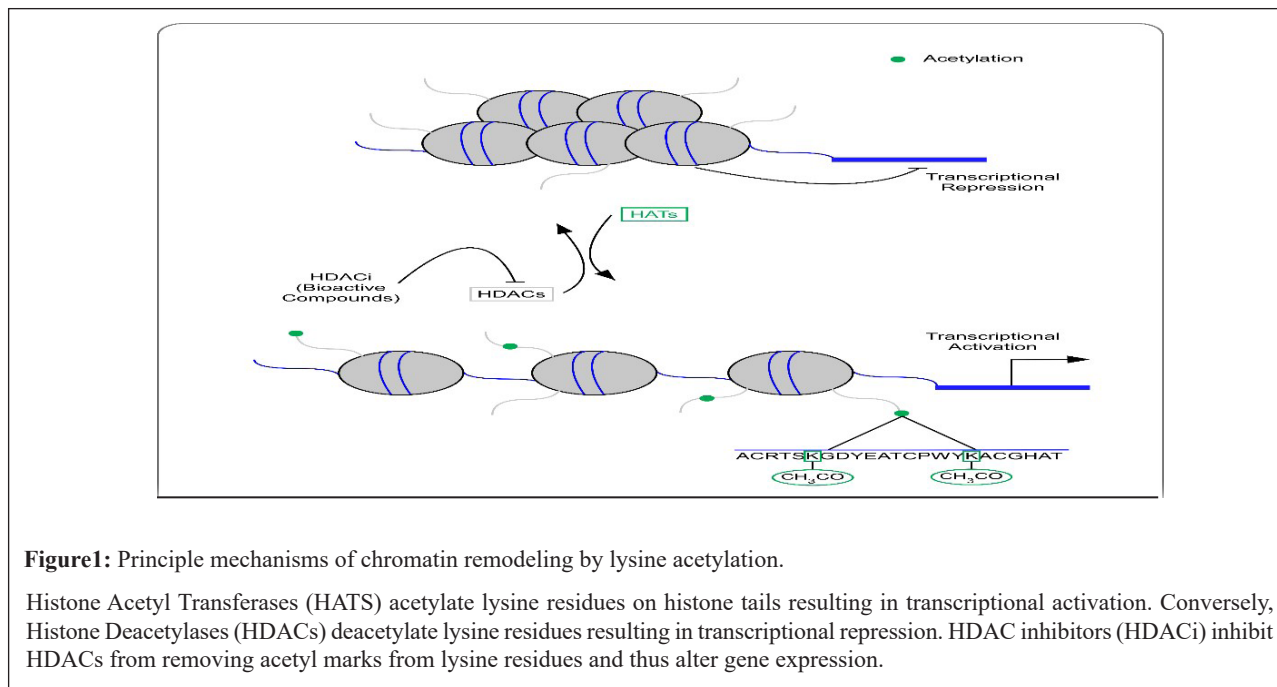 Acetylation
Transcriptional
Repression
HATs
HDACi
(Bioactive
Compounds)
HDACs
Transcriptional
Activation
ACRTSKGDYEATCPWYKACGHAT
CH₃CO CH₃CO
Figure1: Principle mechanisms of chromatin remodeling by lysine acetylation.
Histone Acetyl Transferases (HATS) acetylate lysine residues on histone tails resulting in transcriptional activation. Conversely,
Histone Deacetylases (HDACs) deacetylate lysine residues resulting in transcriptional repression. HDAC inhibitors (HDACi) inhibit
HDACs from removing acetyl marks from lysine residues and thus alter gene expression.